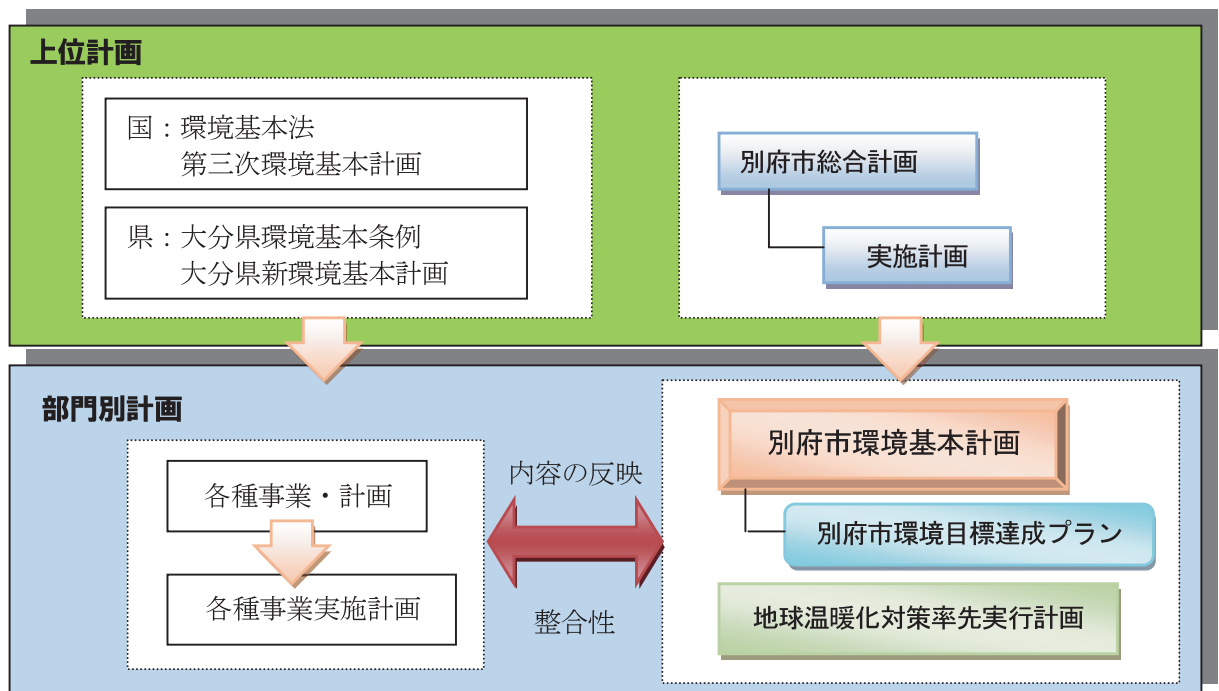 上位計画
国：環境基本法
第三次環境基本計画
県：大分県環境基本条例
大分県新環境基本計画
別府市総合計画
実施計画
部門別計画
各種事業・計画
各種事業実施計画
内容の反映
整合性
別府市環境基本計画
別府市環境目標達成プラン
地球温暖化対策率先実行計画